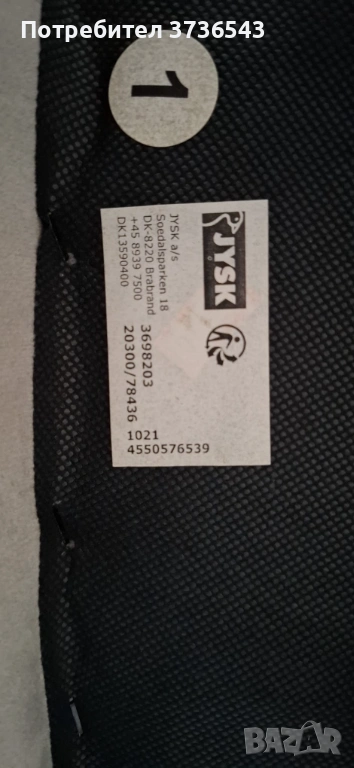 Потребител 3736543
1
JYSK
JYSK a/s
Soedalsparken 18
DK-8220 Brabrand
+45 8939 7500
DK13590400
3698203
20300/78436
1021
4550576539
bazar